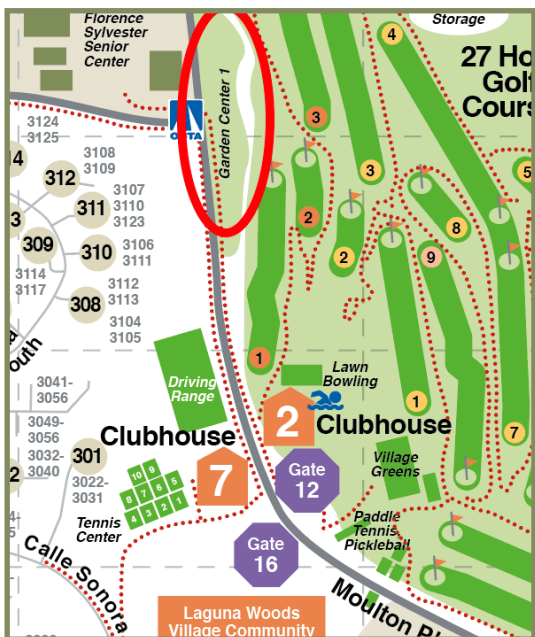 Florence
Sylvester
Senior
Center
Storage
27 Ho
Golf
Cours
Garden Center 1
OCTA
3124
3125
14
312
3108
3109
311
3107
3110
3123
3
309
310
3106
3111
3114
3117
308
3112
3113
3104
3105
outh
3
2
1
4
3
2
5
8
9
1
7
3041-
3056
3049-
3056
3032-
3040
2
301
3022-
3031
Driving
Range
Lawn
Bowling
Clubhouse
2
Clubhouse
7
Gate
12
Village
Greens
10 9
8 7 6 5
4 3 2 1
Tennis
Center
Gate
16
Paddle
Tennis
Pickleball
Calle Sonora
Moulton
Laguna Woods
Village Community